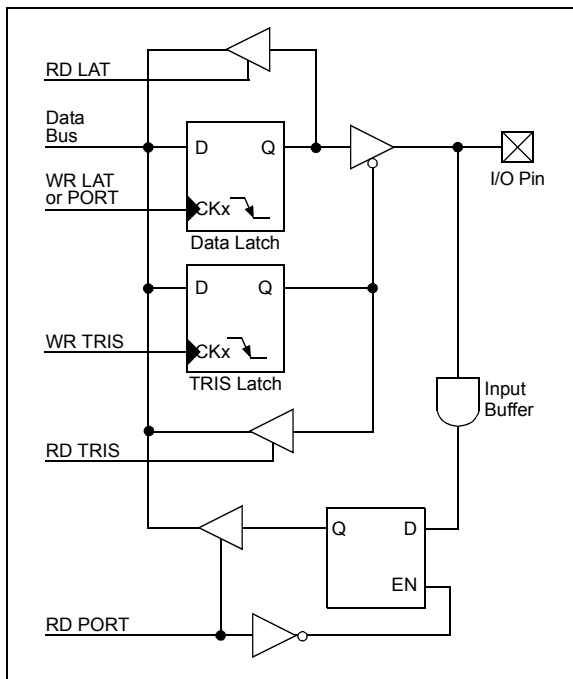 RD LAT
Data
Bus
D Q
I/O Pin
WR LAT
or PORT
CKx
Data Latch
D Q
WR TRIS
CKx
TRIS Latch
Input
Buffer
RD TRIS
Q D
EN
RD PORT